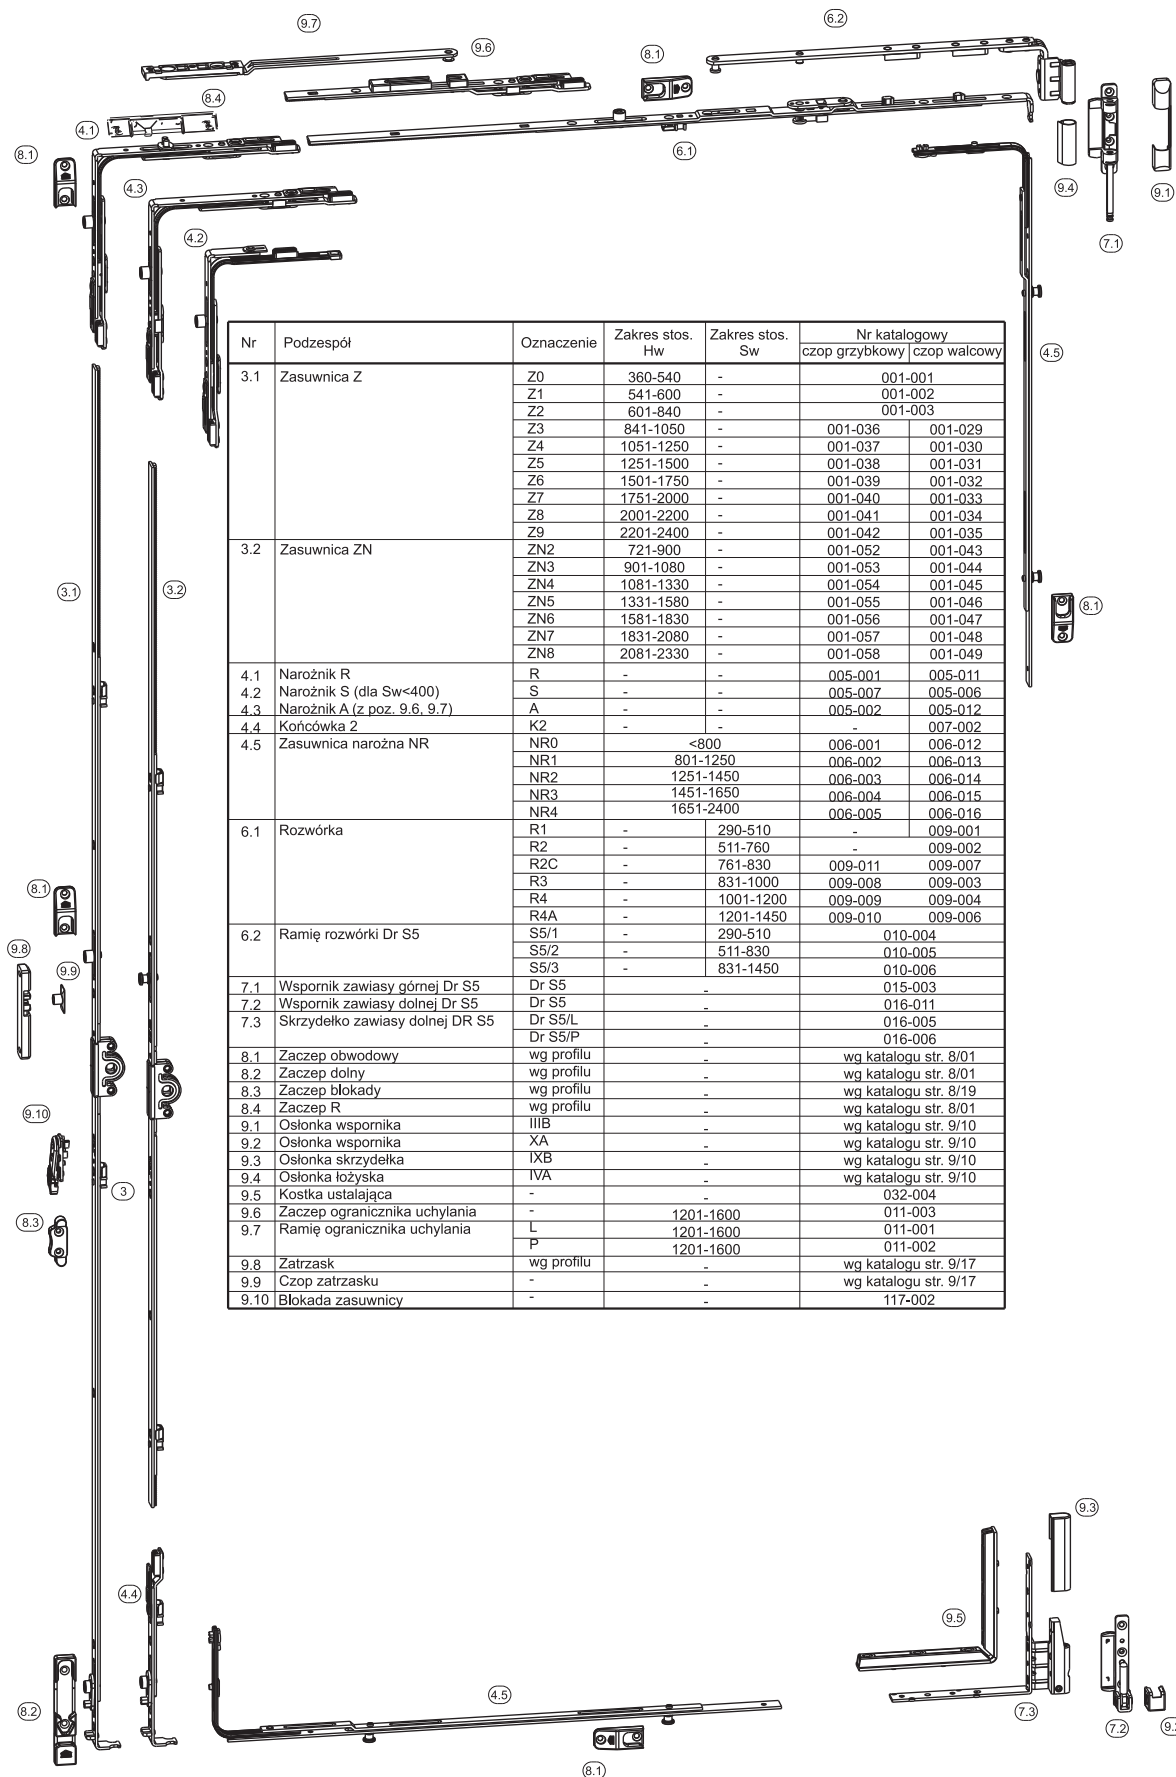 9.7
6.2
9.6
8.1
8.4
4.1
8.1
6.1
4.3
9.4
9.1
4.2
7.1
4.5
Nr Podzespół Oznaczenie Zakres stos. Hw Zakres stos. Sw Nr katalogowy
czop grzybkowy czop walcowy
3.1 Zasuwnica Z Z0 360-540 - 001-001
Z1 541-600 - 001-002
Z2 601-840 - 001-003
Z3 841-1050 - 001-036 001-029
Z4 1051-1250 - 001-037 001-030
Z5 1251-1500 - 001-038 001-031
Z6 1501-1750 - 001-039 001-032
Z7 1751-2000 - 001-040 001-033
Z8 2001-2200 - 001-041 001-034
Z9 2201-2400 - 001-042 001-035
3.2 Zasuwnica ZN ZN2 721-900 - 001-052 001-043
ZN3 901-1080 - 001-053 001-044
ZN4 1081-1330 - 001-054 001-045
ZN5 1331-1580 - 001-055 001-046
ZN6 1581-1830 - 001-056 001-047
ZN7 1831-2080 - 001-057 001-048
ZN8 2081-2330 - 001-058 001-049
4.1 Narożnik R R - - 005-001 005-011
4.2 Narożnik S (dla Sw<400) S - - 005-007 005-006
4.3 Narożnik A (z poz. 9.6, 9.7) A - - 005-002 005-012
4.4 Końcówka 2 K2 - - - 007-002
4.5 Zasuwnica narożna NR NR0 <800 006-001 006-012
NR1 801-1250 006-002 006-013
NR2 1251-1450 006-003 006-014
NR3 1451-1650 006-004 006-015
NR4 1651-2400 006-005 006-016
6.1 Rozwórka R1 - 290-510 - 009-001
R2 - 511-760 - 009-002
R2C - 761-830 009-011 009-007
R3 - 831-1000 009-008 009-003
R4 - 1001-1200 009-009 009-004
R4A - 1201-1450 009-010 009-006
6.2 Ramię rozwórki Dr S5 S5/1 - 290-510 010-004
S5/2 - 511-830 010-005
S5/3 - 831-1450 010-006
7.1 Wspornik zawiasy górnej Dr S5 Dr S5 - 015-003
7.2 Wspornik zawiasy dolnej Dr S5 Dr S5 - 016-011
7.3 Skrzydełko zawiasy dolnej DR S5 Dr S5/L - 016-005
Dr S5/P - 016-006
8.1 Zaczep obwodowy wg profilu - wg katalogu str. 8/01
8.2 Zaczep dolny wg profilu - wg katalogu str. 8/01
8.3 Zaczep blokady wg profilu - wg katalogu str. 8/19
8.4 Zaczep R wg profilu - wg katalogu str. 8/01
9.1 Osłonka wspornika IIIB - wg katalogu str. 9/10
9.2 Osłonka wspornika XA - wg katalogu str. 9/10
9.3 Osłonka skrzydełka IXB - wg katalogu str. 9/10
9.4 Osłonka łożyska IVA - wg katalogu str. 9/10
9.5 Kostka ustalająca - - 032-004
9.6 Zaczep ogranicznika uchylania - 1201-1600 011-003
9.7 Ramię ogranicznika uchylania L 1201-1600 011-001
P 1201-1600 011-002
9.8 Zatrzask wg profilu - wg katalogu str. 9/17
9.9 Czop zatrzasku - - wg katalogu str. 9/17
9.10 Blokada zasuwnicy - - 117-002
3.1
3.2
8.1
8.1
9.8
9.9
9.10
3
8.3
9.3
4.4
9.5
4.5
8.2
7.3
7.2
8.1